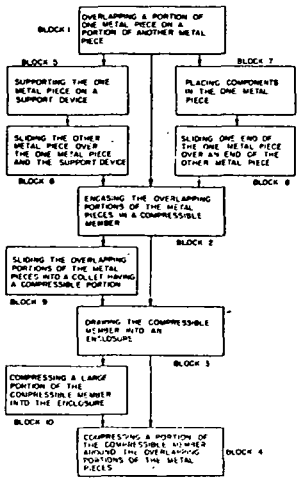 OVERLAPPING A PORTION OF
ONE METAL PIECE ON A
PORTION OF ANOTHER METAL
PIECE
BLOCK 1
BLOCK 5
SUPPORTING THE ONE
METAL PIECE ON A
SUPPORT DEVICE
BLOCK 7
PLACING COMPONENTS
IN THE ONE METAL
PIECE
SLIDING THE OTHER
METAL PIECE OVER
THE ONE METAL PIECE
AND THE SUPPORT DEVICE
BLOCK 6
SLIDING ONE END OF
THE ONE METAL PIECE
OVER AN END OF THE
OTHER METAL PIECE
BLOCK 8
ENCASING THE OVERLAPPING
PORTIONS OF THE METAL
PIECES IN A COMPRESSIBLE
MEMBER
BLOCK 2
SLIDING THE OVERLAPPING
PORTIONS OF THE METAL
PIECES INTO A COLLET HAVING
A COMPRESSIBLE PORTION
BLOCK 9
DRAWING THE COMPRESSIBLE
MEMBER INTO AN
ENCLOSURE
BLOCK 3
COMPRESSING A LARGE
PORTION OF THE
COMPRESSIBLE MEMBER
INTO THE ENCLOSURE
BLOCK 10
COMPRESSING A PORTION OF
THE COMPRESSIBLE MEMBER
AROUND THE OVERLAPPING
PORTIONS OF THE METAL
PIECES
BLOCK 4